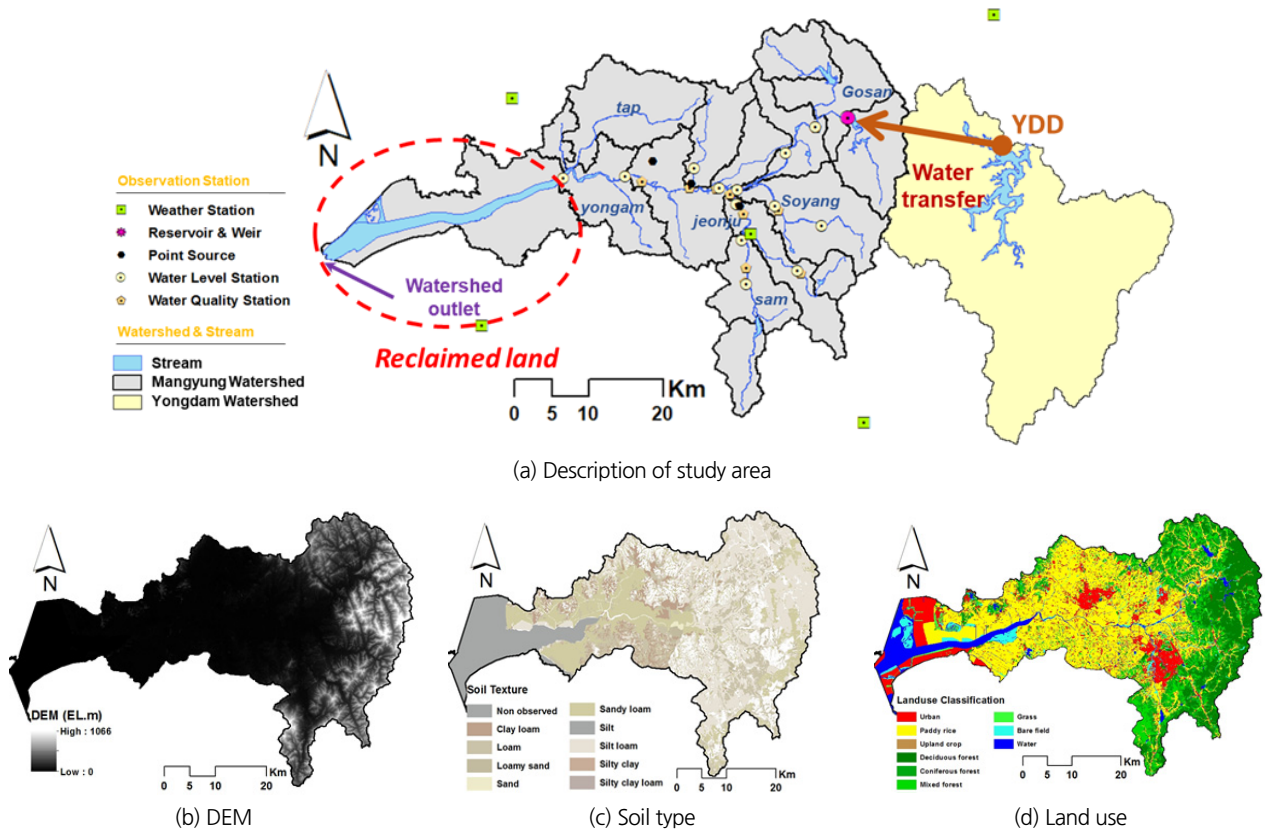 tap
Gosan
YDD
N
Water
transfer
Observation Station
Weather Station
Reservoir & Weir
Point Source
Water Level Station
Water Quality Station
yongam
jeonju
Soyang
sam
Watershed
outlet
Reclaimed land
Watershed & Stream
Stream
Mangyung Watershed
Yongdam Watershed
Km
0 5 10 20
(a) Description of study area
N
DEM (EL.m)
High : 1066
Low : 0
Km
0 5 10 20
(b) DEM
N
Soil Texture
Non observed
Clay loam
Loam
Loamy sand
Sand
Sandy loam
Silt
Silt loam
Silty clay
Silty clay loam
Km
0 5 10 20
(c) Soil type
N
Landuse Classification
Urban
Paddy rice
Upland crop
Deciduous forest
Coniferous forest
Mixed forest
Grass
Bare field
Water
Km
0 5 10 20
(d) Land use